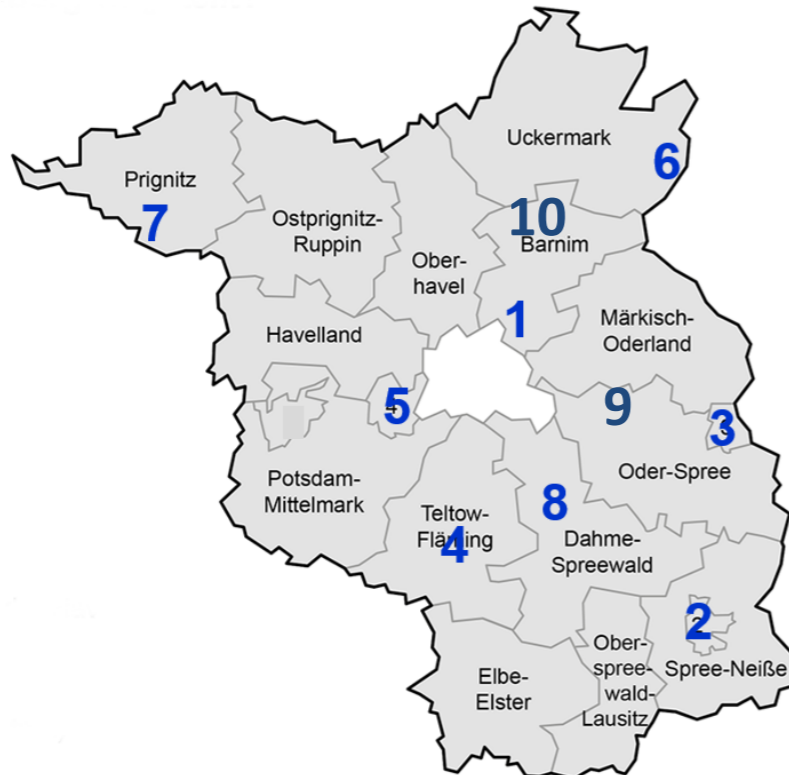 Uckermark
6
Prignitz
7
Ostprignitz-
Ruppin
10
Barnim
Ober-
havel
1
Märkisch-
Oderland
Havelland
5
9
3
Oder-Spree
Potsdam-
Mittelmark
8
Teltow-
Fläming
4
Dahme-
Spreewald
2
Ober-
spree-
wald-
Lausitz
Spree-Neiße
Elbe-
Elster